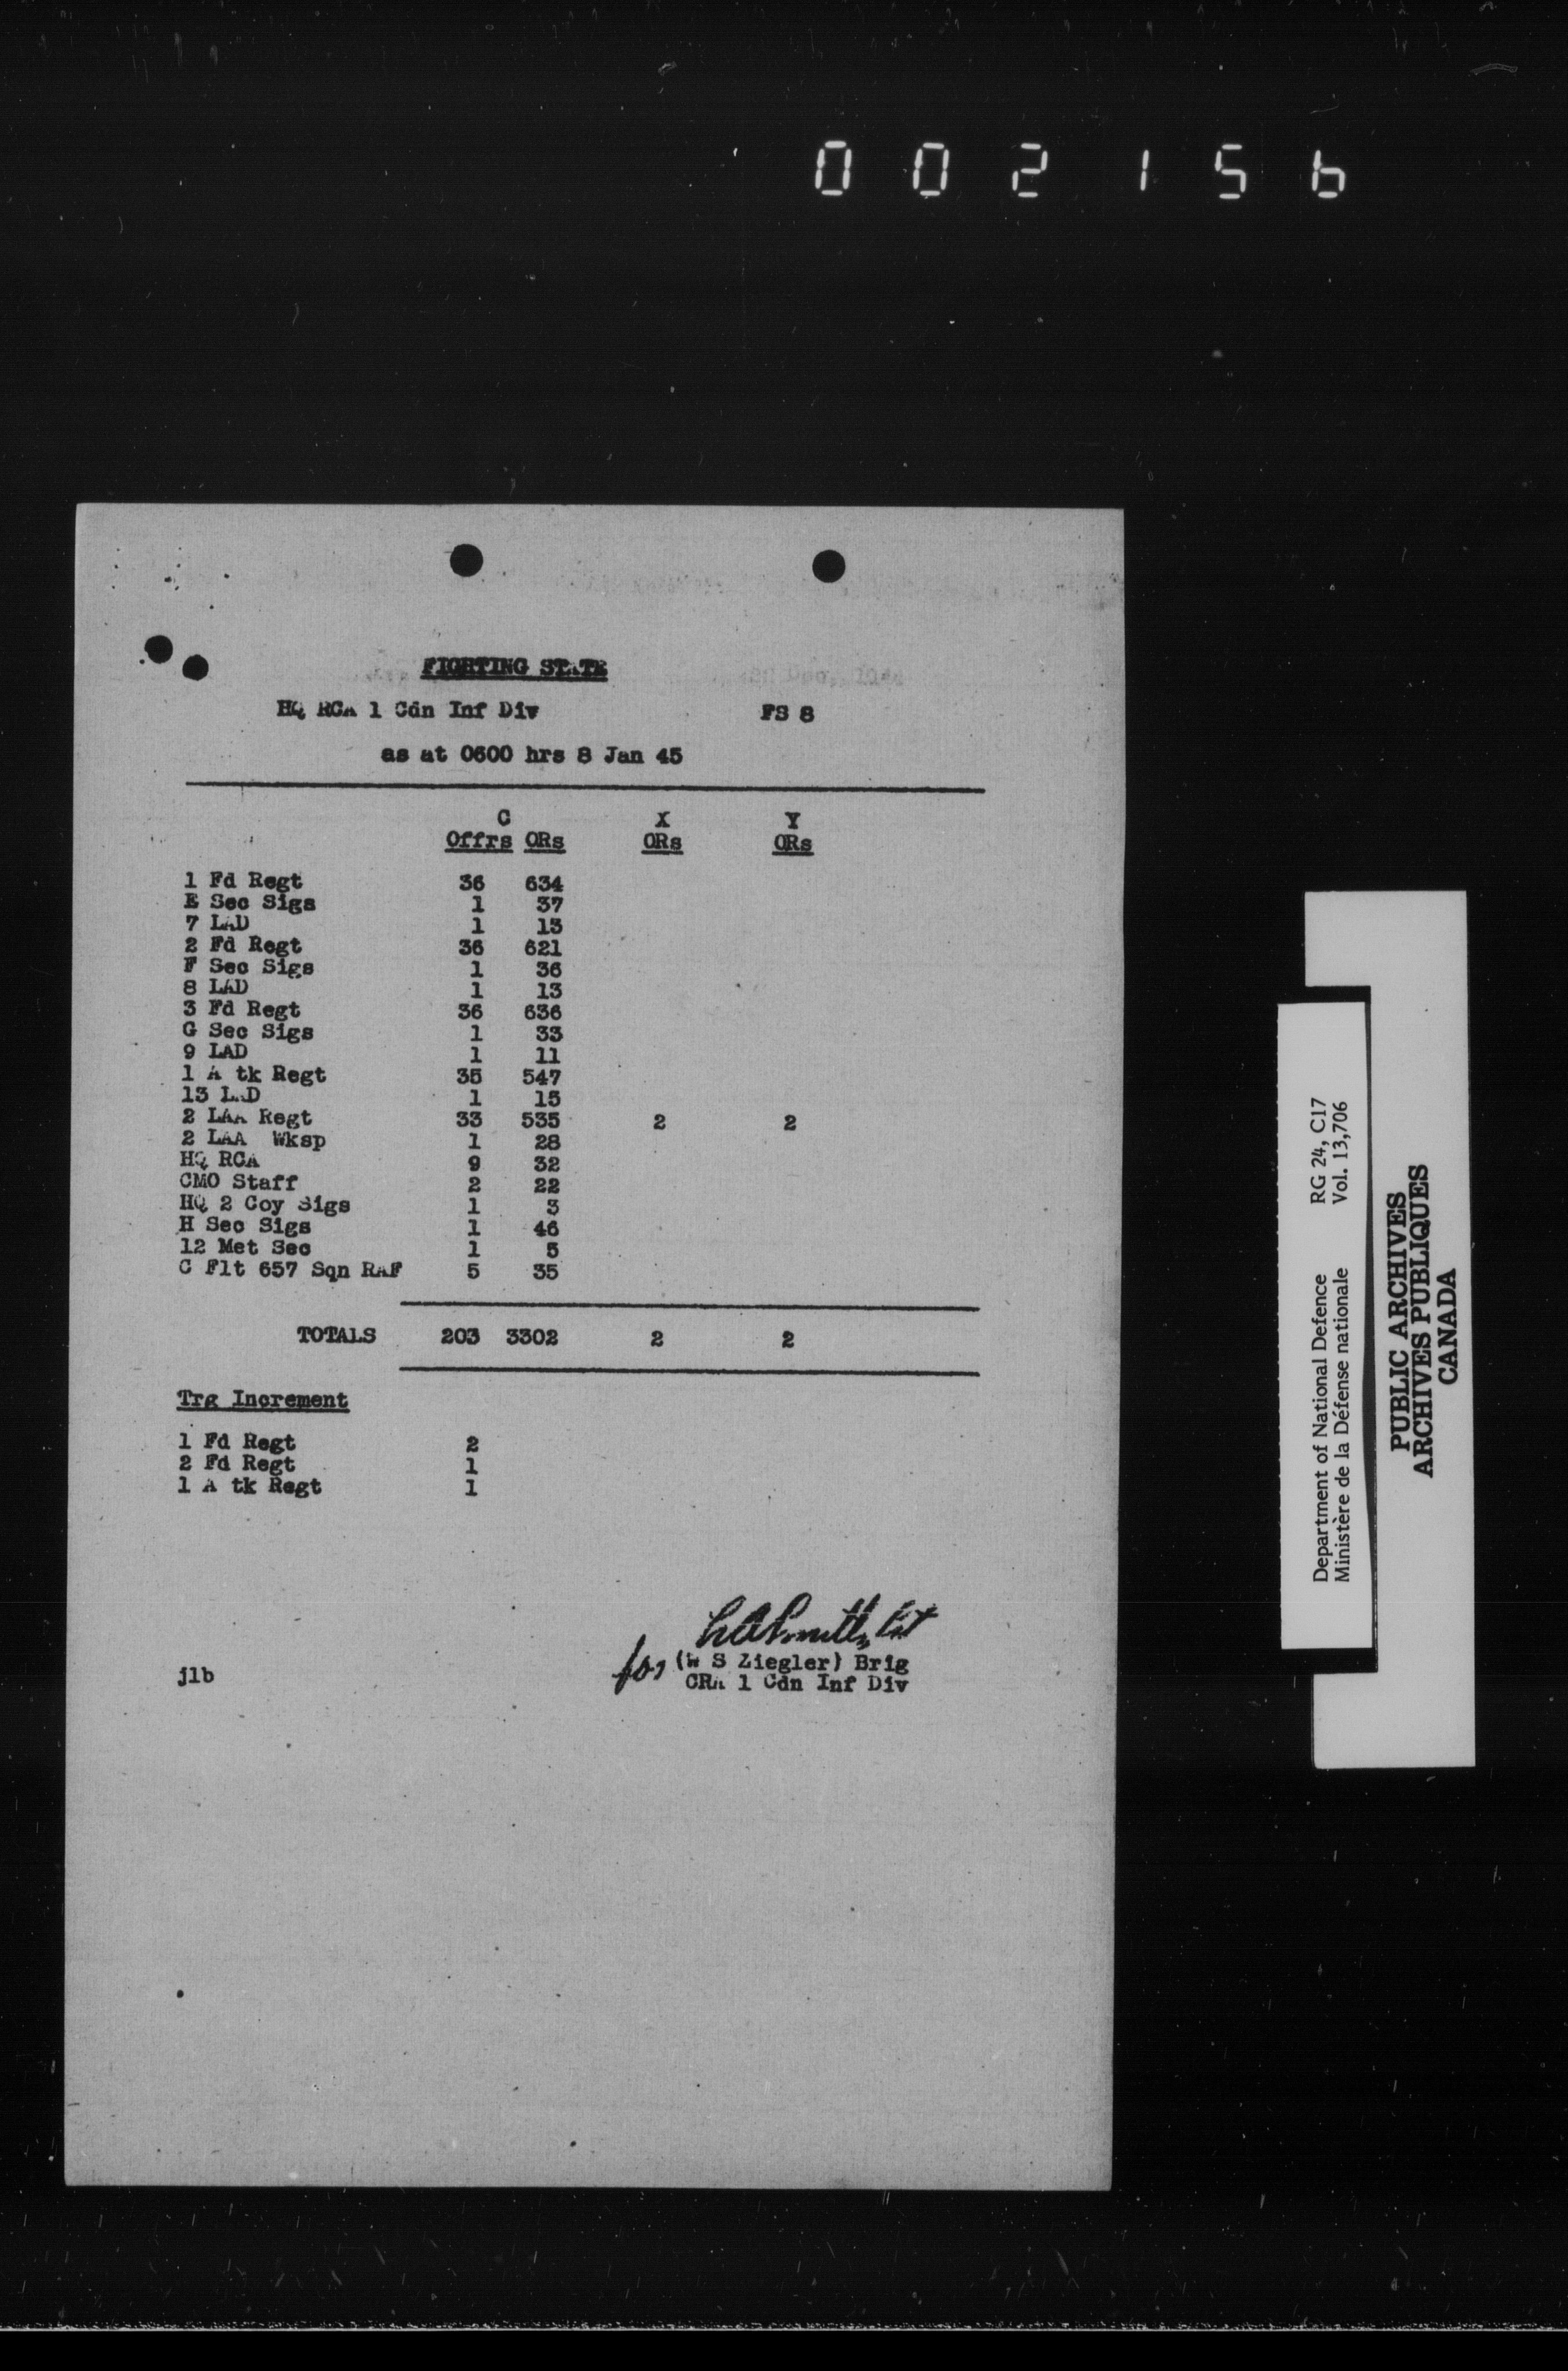 002156
FIGHTING STATE
HQ RCA 1 Cdn Inf Div FS 8
as at 0600 hrs 8 Jan 45
C X Y
Offrs ORs ORs ORs
1 Fd Regt 36 634
E Sec Sigs 1 37
7 LAD 1 13
2 Fd Regt 36 621
F Sec Sigs 1 36
8 LAD 1 13
3 Fd Regt 36 636
G Sec Sigs 1 33
9 LAD 1 11
1 A tk Regt 35 547
13 LAD 1 15
2 LAA Regt 33 535 2 2
2 LAA Wksp 1 28
HQ RCA 9 32
CMO Staff 2 22
HQ 2 Coy Sigs 1 3
H Sec Sigs 1 46
12 Met Sec 1 5
C Flt 657 Sqn RAF 5 35
TOTALS 203 3302 2 2
Trg Increment
1 Fd Regt 2
2 Fd Regt 1
1 A tk Regt 1
Smith, Lt
for (W S Ziegler) Brig
CRA 1 Cdn Inf Div
jlb
Department of National Defence RG 24, C17
Ministère de la Défense nationale Vol. 13,706
PUBLIC ARCHIVES
ARCHIVES PUBLIQUES
CANADA